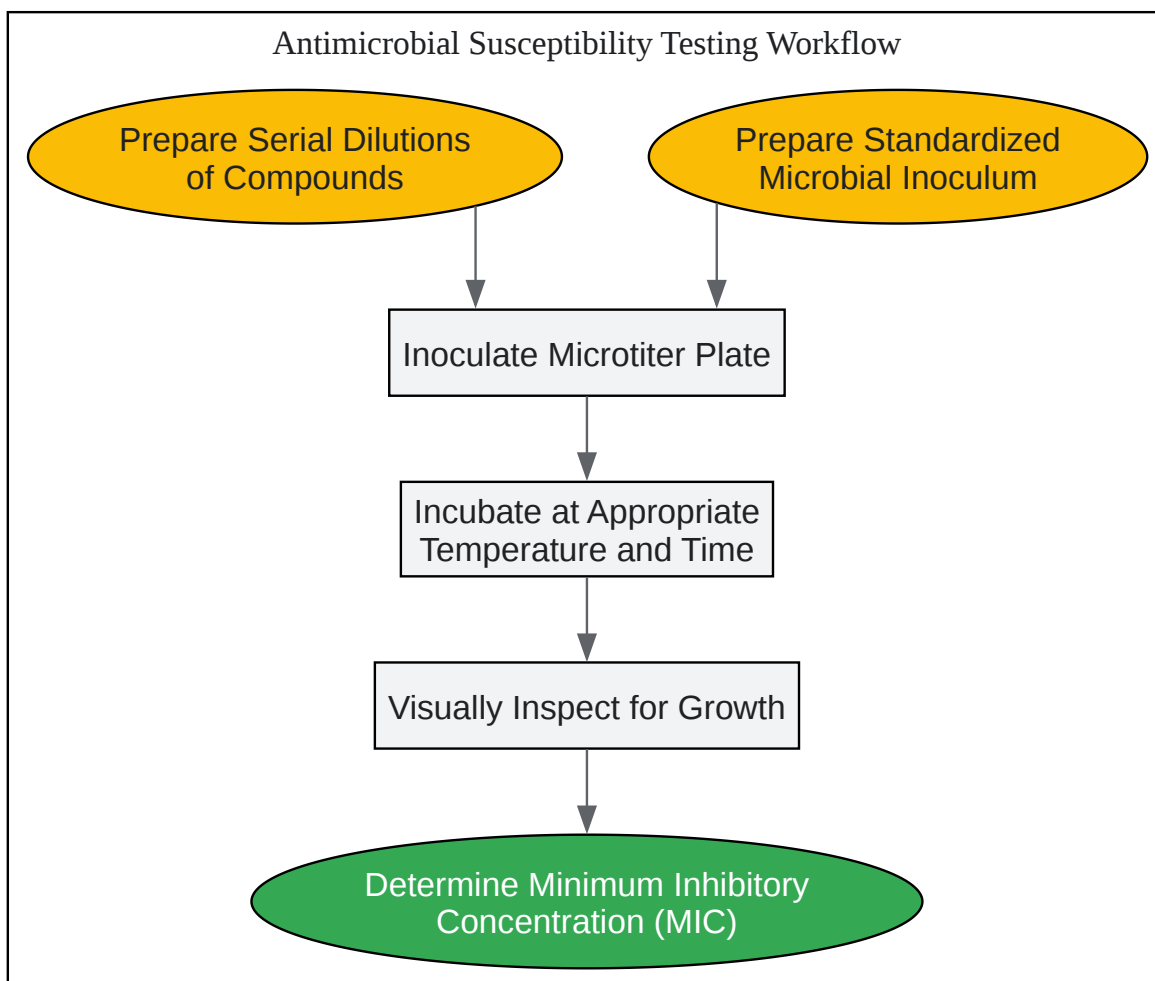 Antimicrobial Susceptibility Testing Workflow
Prepare Serial Dilutions
of Compounds
Prepare Standardized
Microbial Inoculum
Inoculate Microtiter Plate
Incubate at Appropriate
Temperature and Time
Visually Inspect for Growth
Determine Minimum Inhibitory
Concentration (MIC)